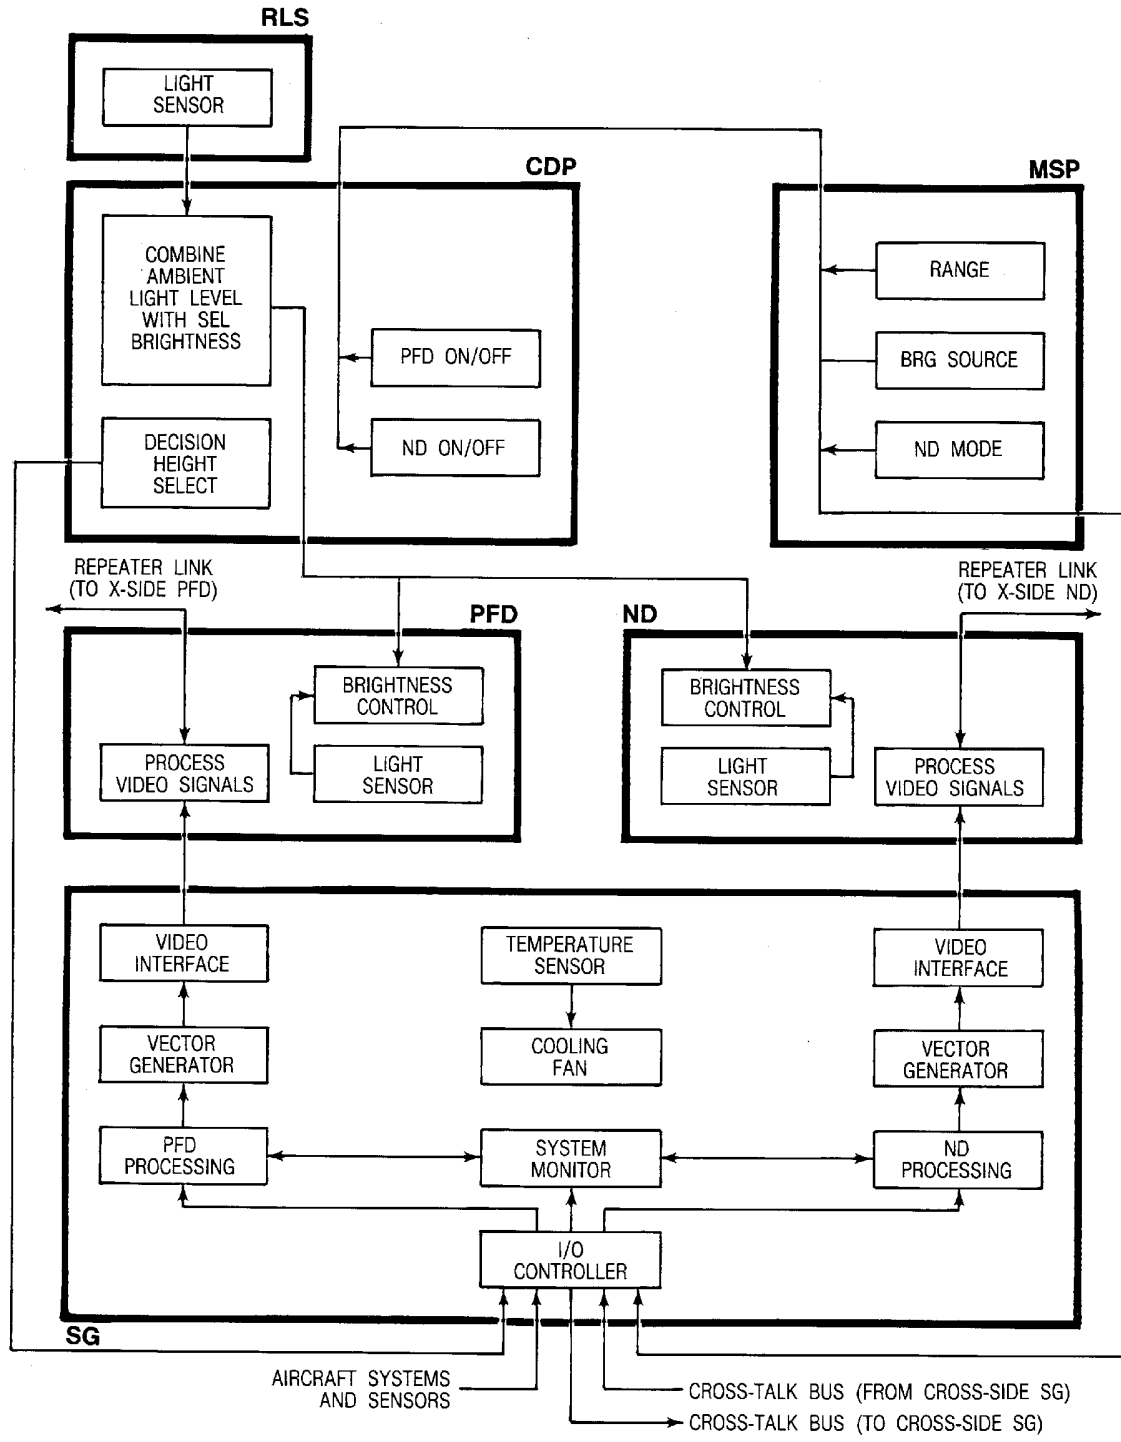 RLS
LIGHT
SENSOR
CDP
MSP
COMBINE
AMBIENT
LIGHT LEVEL
WITH SEL
BRIGHTNESS
RANGE
PFD ON/OFF
BRG SOURCE
DECISION
HEIGHT
SELECT
ND ON/OFF
ND MODE
REPEATER LINK
(TO X-SIDE PFD)
REPEATER LINK
(TO X-SIDE ND)
PFD
ND
BRIGHTNESS
CONTROL
BRIGHTNESS
CONTROL
PROCESS
VIDEO SIGNALS
LIGHT
SENSOR
LIGHT
SENSOR
PROCESS
VIDEO SIGNALS
VIDEO
INTERFACE
TEMPERATURE
SENSOR
VIDEO
INTERFACE
VECTOR
GENERATOR
COOLING
FAN
VECTOR
GENERATOR
PFD
PROCESSING
SYSTEM
MONITOR
ND
PROCESSING
I/O
CONTROLLER
SG
AIRCRAFT SYSTEMS
AND SENSORS
CROSS-TALK BUS (FROM CROSS-SIDE SG)
CROSS-TALK BUS (TO CROSS-SIDE SG)